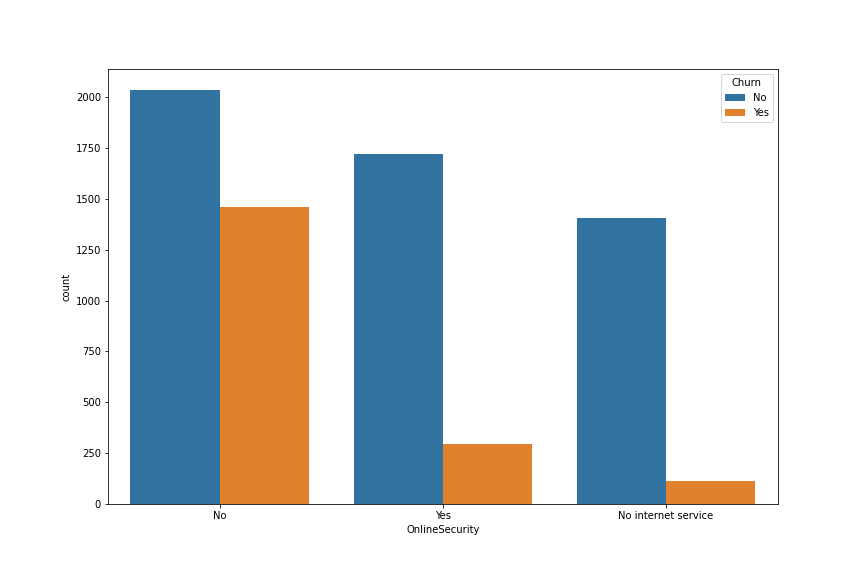 Churn
No
Yes
2000
1750
1500
1250
1000
750
500
250
0
count
No
Yes
No internet service
OnlineSecurity